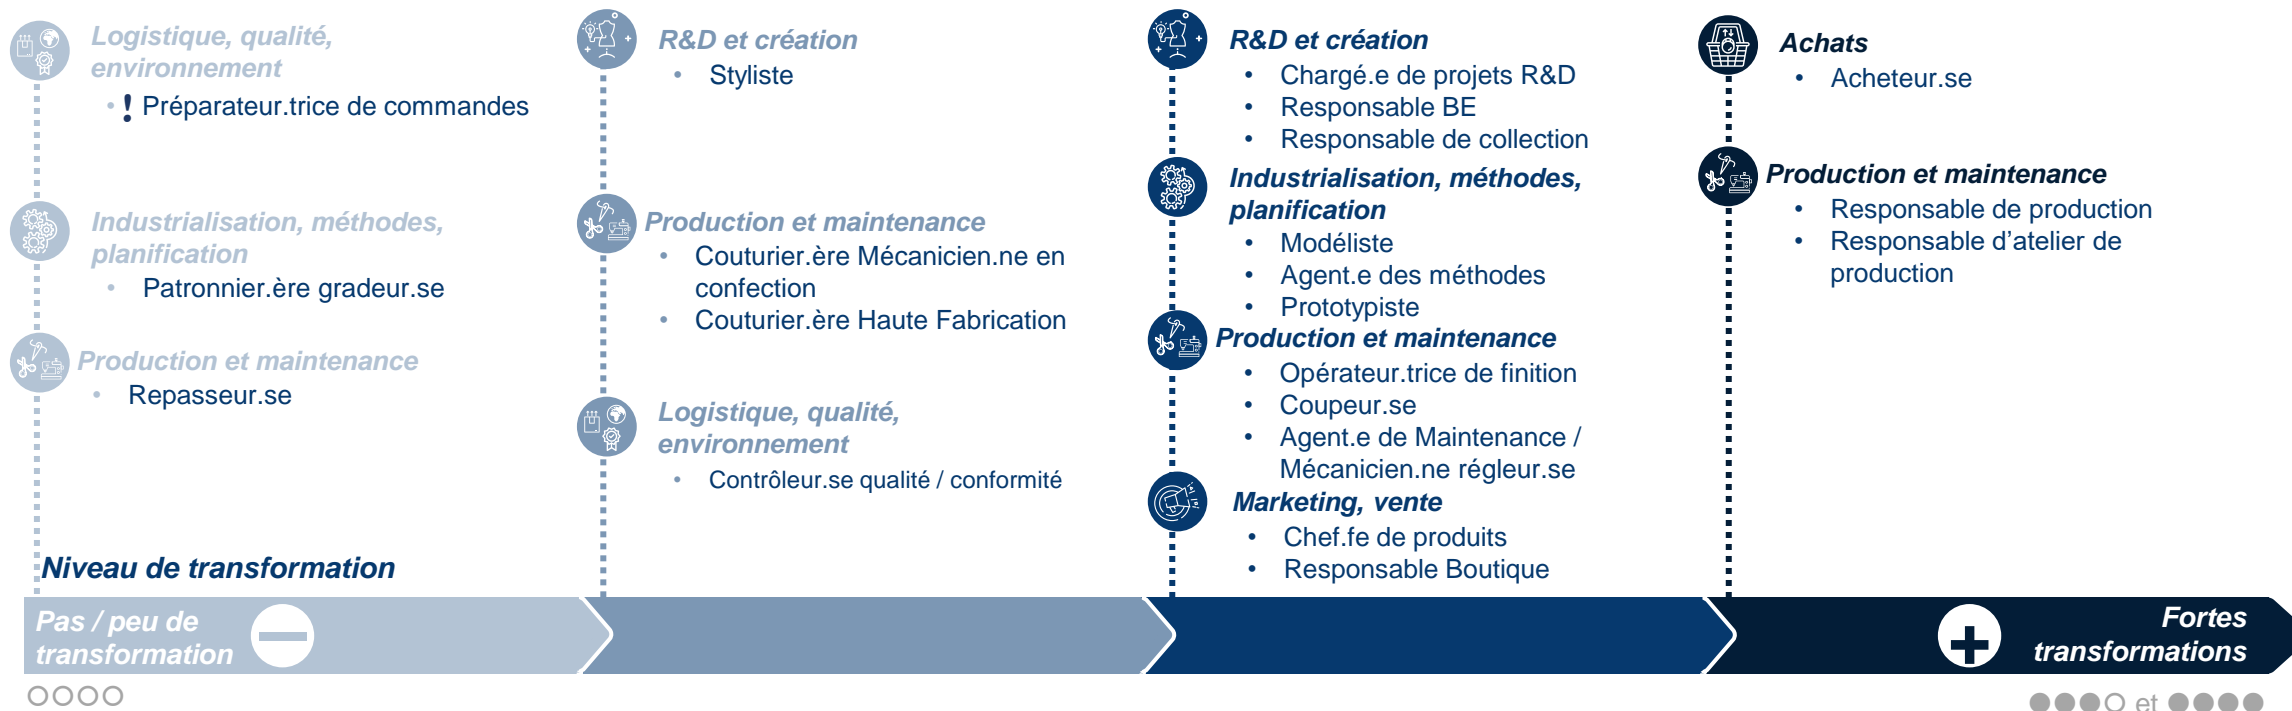 Logistique, qualité,
environnement
• ! Préparateur.trice de commandes
Industrialisation, méthodes,
planification
• Patronnier.ère gradeur.se
Production et maintenance
• Repasseur.se
R&D et création
• Styliste
Production et maintenance
• Couturier.ère Mécanicien.ne en
confection
• Couturier.ère Haute Fabrication
Logistique, qualité,
environnement
• Contrôleur.se qualité / conformité
R&D et création
• Chargé.e de projets R&D
• Responsable BE
• Responsable de collection
Industrialisation, méthodes,
planification
• Modéliste
• Agent.e des méthodes
• Prototypiste
Production et maintenance
• Opérateur.trice de finition
• Coupeur.se
• Agent.e de Maintenance /
Mécanicien.ne régleur.se
Marketing, vente
• Chef.fe de produits
• Responsable Boutique
Achats
• Acheteur.se
Production et maintenance
• Responsable de production
• Responsable d’atelier de
production
Niveau de transformation
Pas / peu de
transformation
Fortes
transformations
et